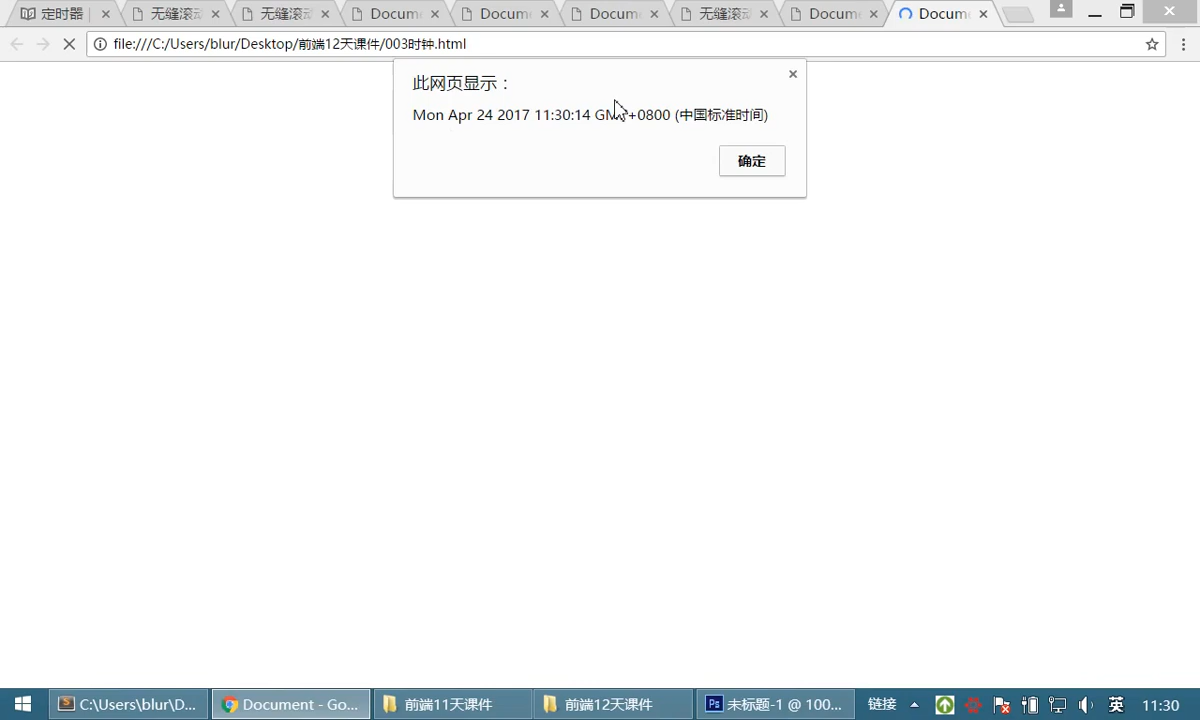 定时器
无缝滚动
无缝滚动
Docum
Docum
Docum
无缝滚动
Docum
Docum
file:///C:/Users/blur/Desktop/前端12天课件/003时钟.html
此网页显示：
Mon Apr 24 2017 11:30:14 GMT+0800 (中国标准时间)
确定
C:\Users\blur\D...
Document - Go...
前端11天课件
前端12天课件
Ps
未标题-1 @ 100...
链接
英
11:30